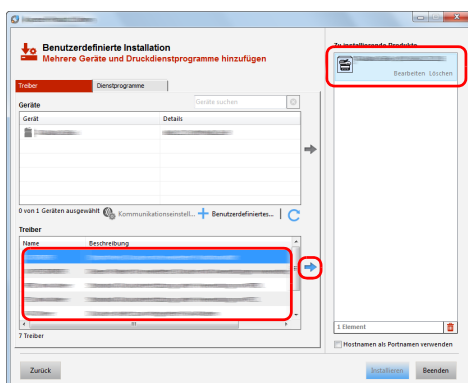 Benutzerdefinierte Installation
Mehrere Geräte und Druckdienstprogramme hinzufügen
Treiber
Dienstprogramme
Geräte
Geräte suchen
Gerät
Details
0 von 1 Geräten ausgewählt
Kommunikationseinstell...
Benutzerdefiniertes...
Treiber
Name
Beschreibung
7 Treiber
Zu installierende Produkte
Bearbeiten Löschen
1 Element
Hostnamen als Portnamen verwenden
Zurück
Installieren
Beenden